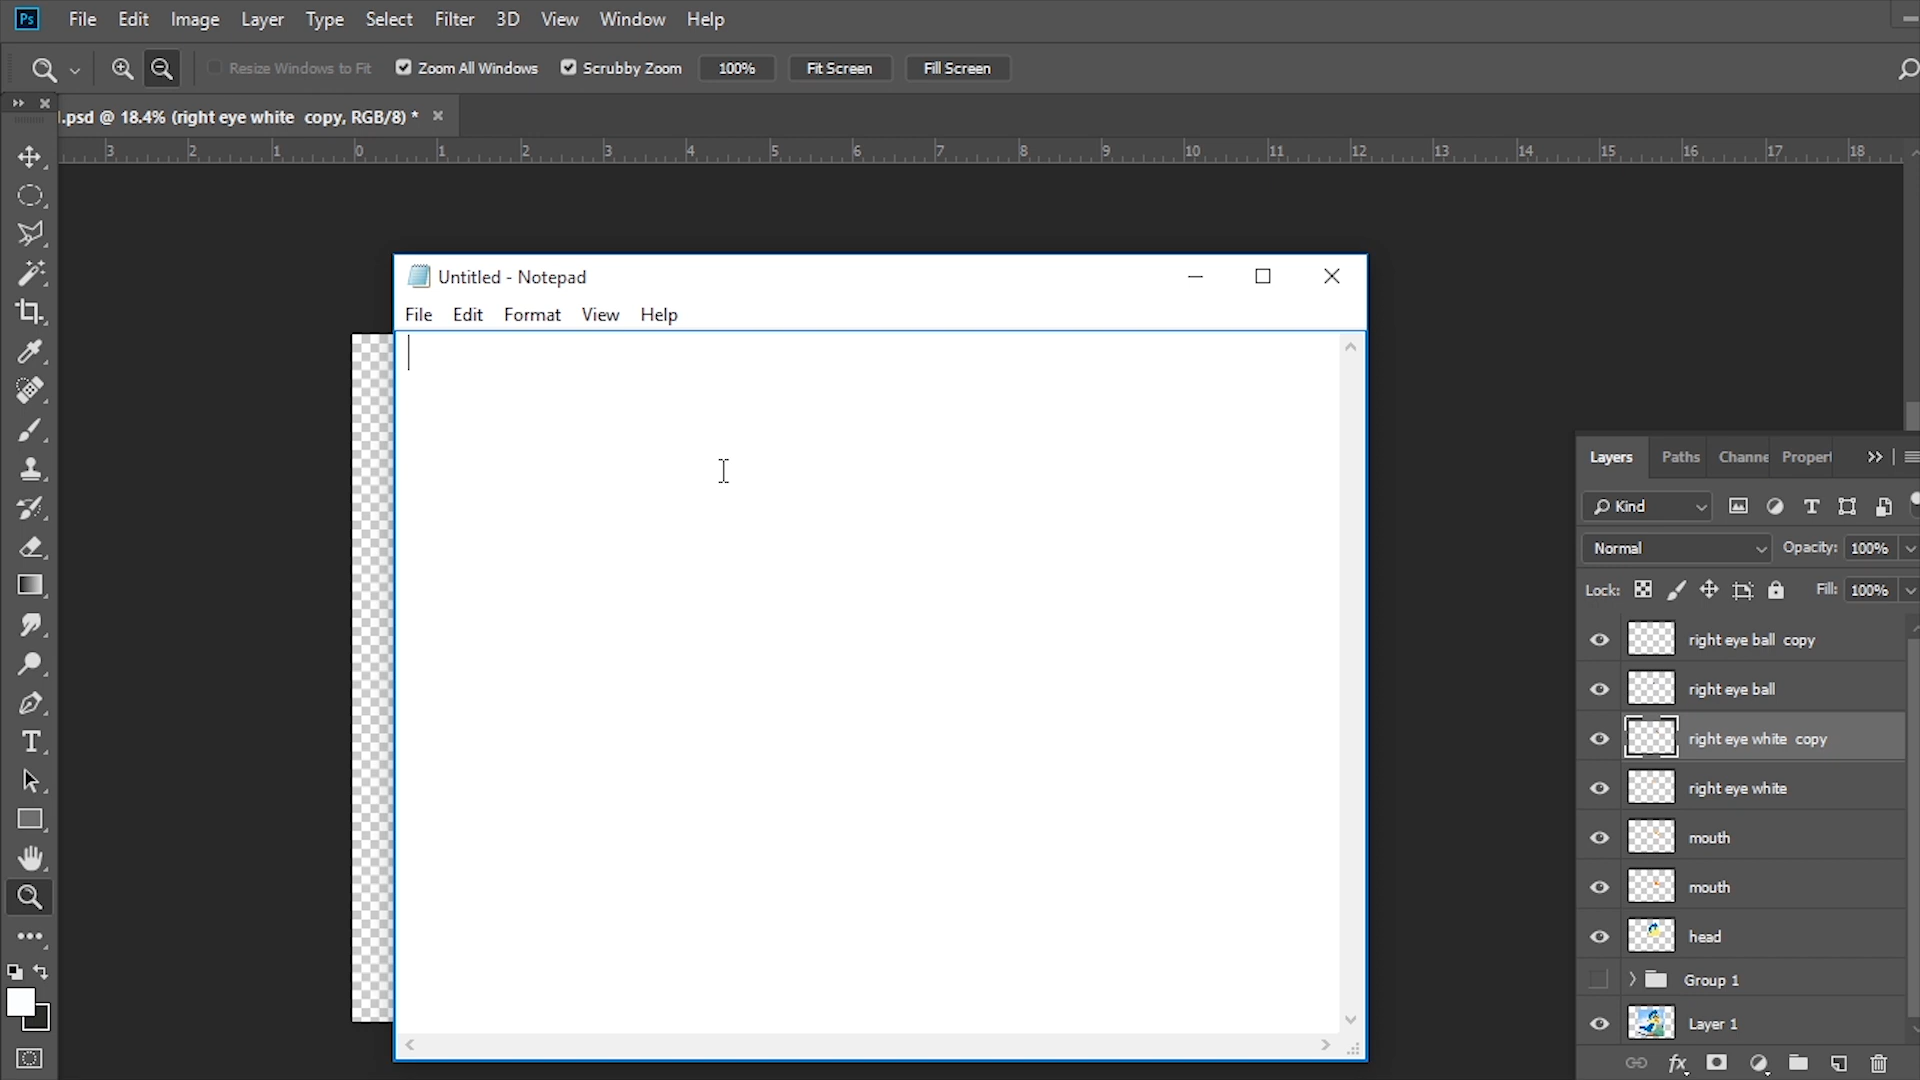 Ps File Edit Image Layer Type Select Filter 3D View Window Help
Resize Windows to Fit Zoom All Windows Scrubby Zoom 100% Fit Screen Fill Screen
.psd @ 18.4% (right eye white copy, RGB/8) *
3 2 1 0 1 2 3 4 5 6 7 8 9 10 11 12 13 14 15 16 17 18
Untitled - Notepad
File Edit Format View Help
Layers Paths Channe Propert
Kind
Normal Opacity: 100%
Lock: Fill: 100%
right eye ball copy
right eye ball
right eye white copy
right eye white
mouth
mouth
head
Group 1
Layer 1
fx